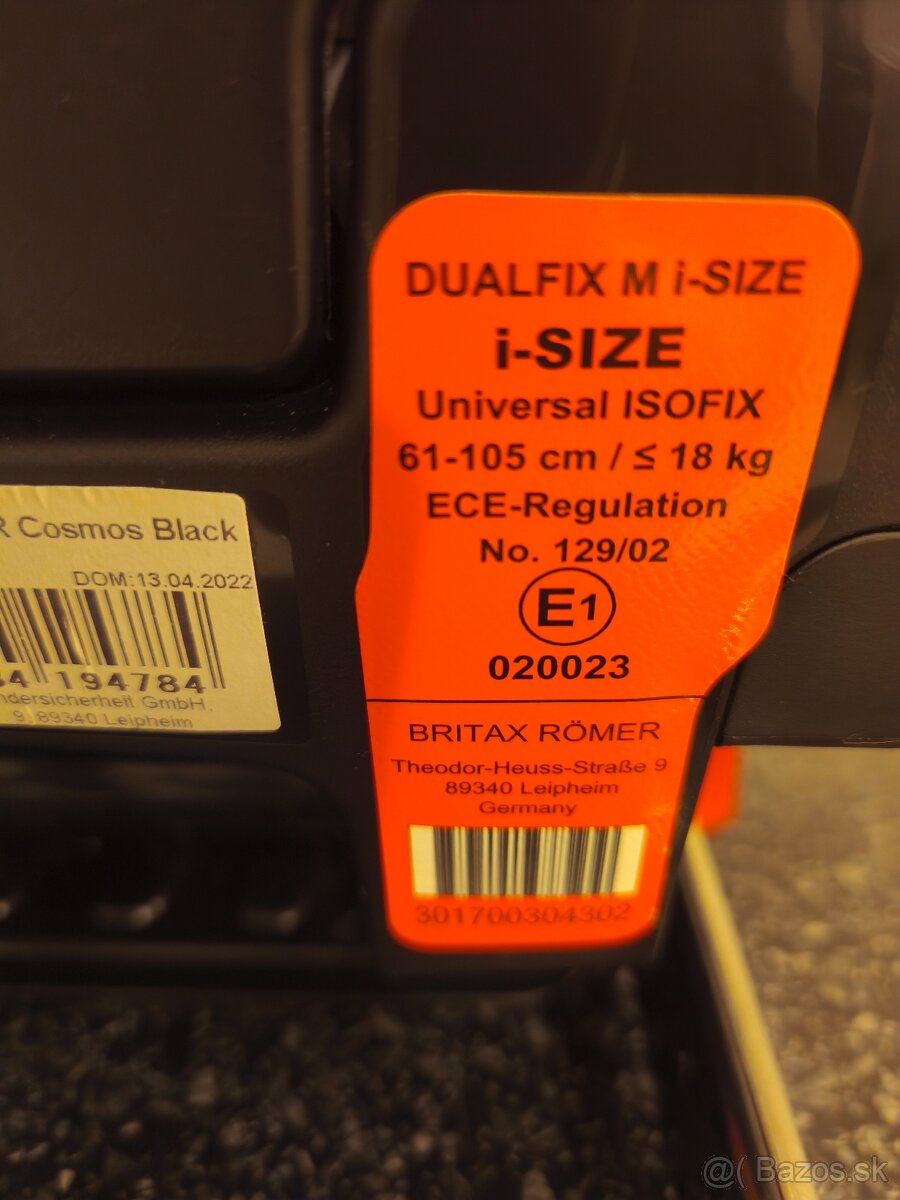 DUALFIX M i-SIZE
i-SIZE
Universal ISOFIX
61-105 cm / ≤ 18 kg
ECE-Regulation
No. 129/02
E1
020023
BRITAX RÖMER
Theodor-Heuss-Straße 9
89340 Leipheim
Germany
301700304302
R Cosmos Black
DOM:13.04.2022
4 194784
ndersicherheit GmbH,
9, 89340 Leipheim
@( Bazos.sk